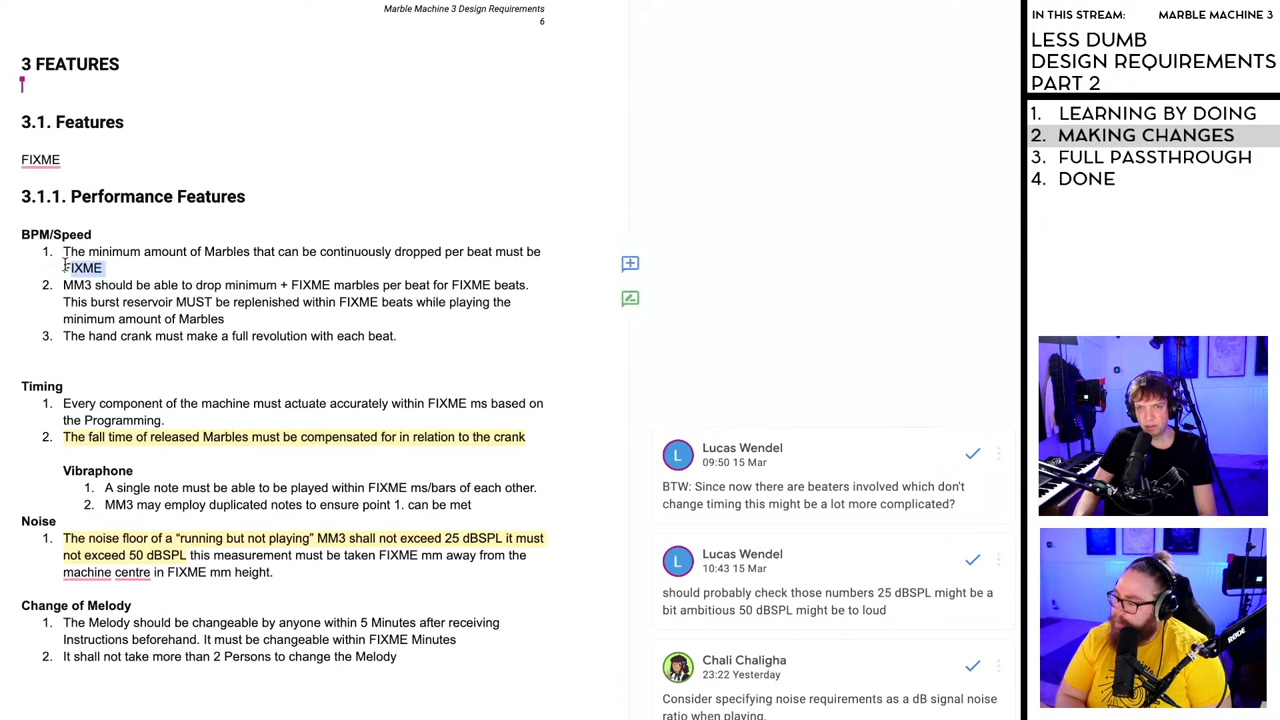 Marble Machine 3 Design Requirements
6
3 FEATURES
3.1. Features
FIXME
3.1.1. Performance Features
BPM/Speed
1. The minimum amount of Marbles that can be continuously dropped per beat must be
FIXME
2. MM3 should be able to drop minimum + FIXME marbles per beat for FIXME beats.
This burst reservoir MUST be replenished within FIXME beats while playing the
minimum amount of Marbles
3. The hand crank must make a full revolution with each beat.
Timing
1. Every component of the machine must actuate accurately within FIXME ms based on
the Programming.
2. The fall time of released Marbles must be compensated for in relation to the crank
Vibraphone
1. A single note must be able to be played within FIXME ms/bars of each other.
2. MM3 may employ duplicated notes to ensure point 1. can be met
Noise
1. The noise floor of a “running but not playing” MM3 shall not exceed 25 dBSPL it must
not exceed 50 dBSPL this measurement must be taken FIXME mm away from the
machine centre in FIXME mm height.
Change of Melody
1. The Melody should be changeable by anyone within 5 Minutes after receiving
Instructions beforehand. It must be changeable within FIXME Minutes
2. It shall not take more than 2 Persons to change the Melody
L
Lucas Wendel
09:50 15 Mar
BTW: Since now there are beaters involved which don't
change timing this might be a lot more complicated?
L
Lucas Wendel
10:43 15 Mar
should probably check those numbers 25 dBSPL might be a
bit ambitious 50 dBSPL might be to loud
Chali Chaligha
23:22 Yesterday
Consider specifying noise requirements as a dB signal noise
ratio when playing.
IN THIS STREAM: MARBLE MACHINE 3
LESS DUMB
DESIGN REQUIREMENTS
PART 2
1. LEARNING BY DOING
2. MAKING CHANGES
3. FULL PASSTHROUGH
4. DONE
RODE